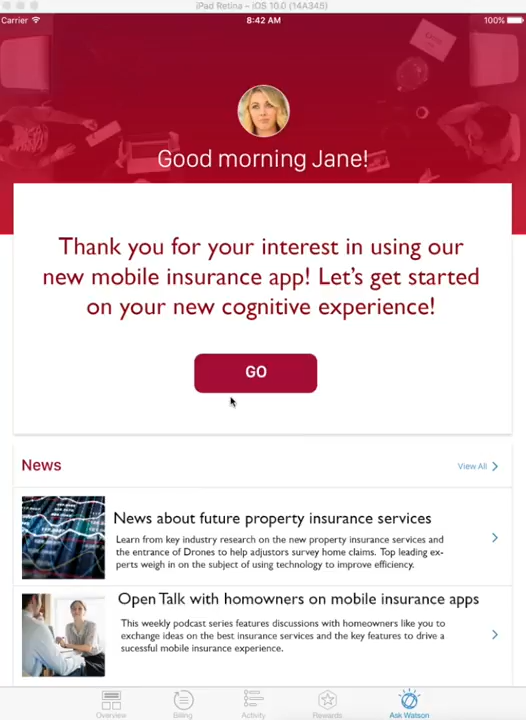 iPad Retina – iOS 10.0 (14A345)
Carrier 8:42 AM 100%
Good morning Jane!
Thank you for your interest in using our
new mobile insurance app! Let's get started
on your new cognitive experience!
GO
News View All
News about future property insurance services
Learn from key industry research on the new property insurance services and
the entrance of Drones to help adjustors survey home claims. Top leading ex-
perts weigh in on the subject of using technology to improve efficiency.
Open Talk with homowners on mobile insurance apps
This weekly podcast series features discussions with homeowners like you to
exchange ideas on the best insurance services and the key features to drive a
sucessful mobile insurance experience.
Overview Billing Activity Rewards Ask Watson